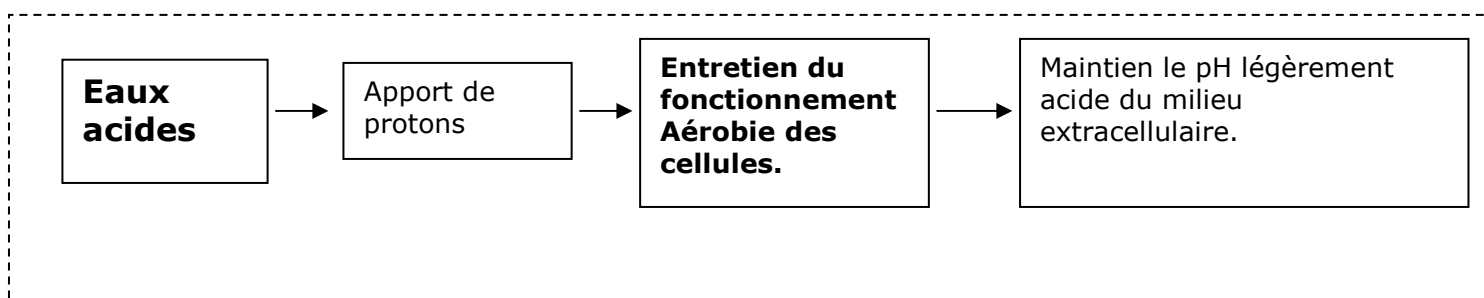 Eaux
acides
Apport de
protons
Entretien du
fonctionnement
Aérobie des
cellules.
Maintien le pH légèrement
acide du milieu
extracellulaire.